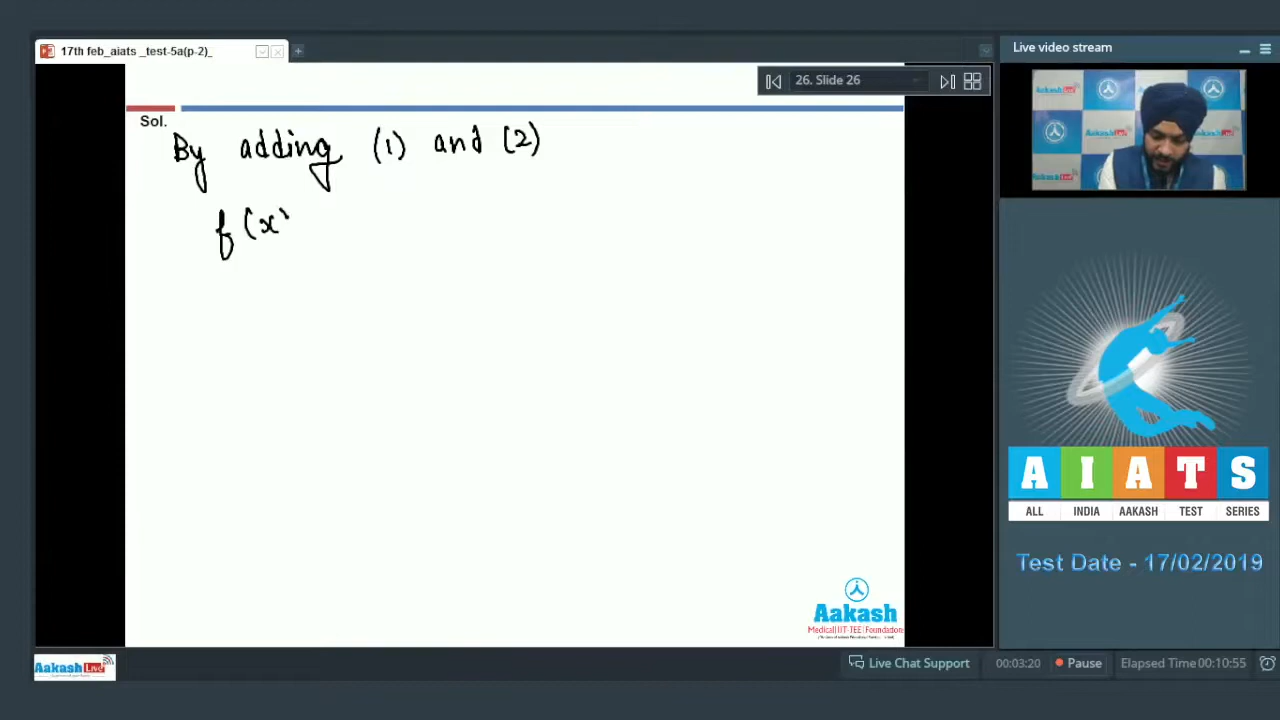 17th feb_aiats _test-5a(p-2)_
Live video stream
26. Slide 26
Sol.
By adding (1) and (2)
f(x)
A I A T S
ALL INDIA AAKASH TEST SERIES
Test Date - 17/02/2019
Aakash
Medical|IIT-JEE|Foundations
Aakash Live
Live Chat Support
00:03:20
Pause
Elapsed Time 00:10:55